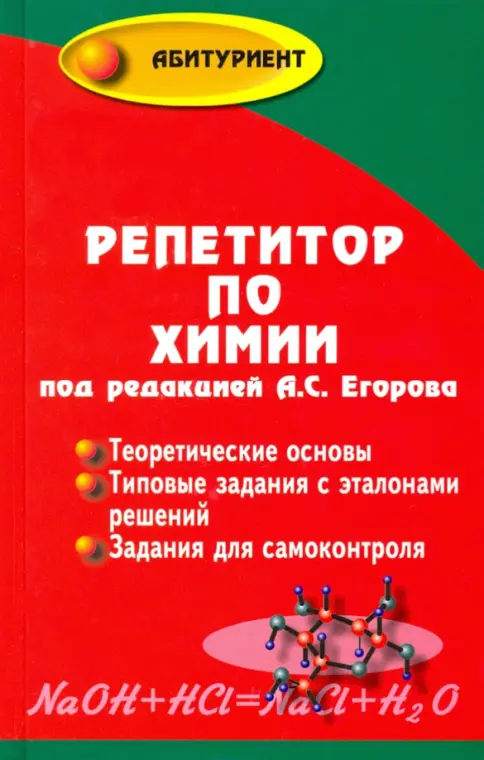 АБИТУРИЕНТ
РЕПЕТИТОР
ПО
ХИМИИ
под редакцией А.С. Егорова
Теоретические основы
Типовые задания с эталонами
решений
Задания для самоконтроля
NaOH+HCl=NaCl+H₂O